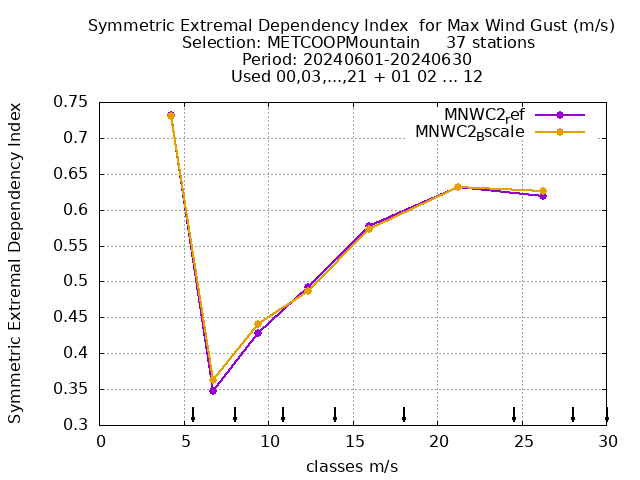 Symmetric Extremal Dependency Index  for Max Wind Gust (m/s)
Selection: METCOOPMountain     37 stations
Period: 20240601-20240630
Used 00,03,...,21 + 01 02 ... 12
Symmetric Extremal Dependency Index
0.75
0.7
0.65
0.6
0.55
0.5
0.45
0.4
0.35
0.3
MNWC2ref
MNWC2Bscale
0 5 10 15 20 25 30
classes m/s